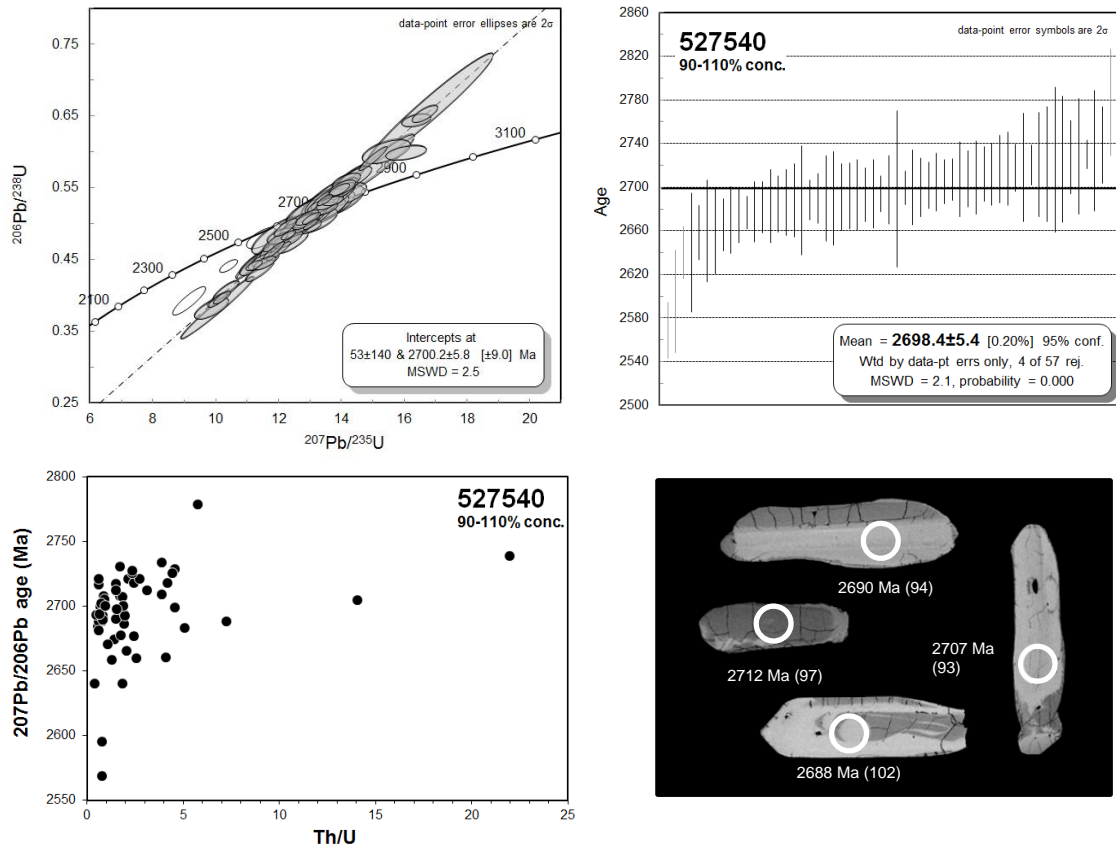 data-point error ellipses are 2σ
0.75
0.65
0.55
0.45
0.35
0.25
206Pb/238U
2100
2300
2500
2700
900
3100
Intercepts at
53±140 & 2700.2±5.8 [±9.0] Ma
MSWD = 2.5
6 8 10 12 14 16 18 20
207Pb/235U
2860
2820
2780
2740
2700
2660
2620
2580
2540
2500
Age
527540
90-110% conc.
data-point error symbols are 2σ
Mean = 2698.4±5.4 [0.20%] 95% conf.
Wtd by data-pt errs only, 4 of 57 rej.
MSWD = 2.1, probability = 0.000
2800
2750
2700
2650
2600
2550
207Pb/206Pb age (Ma)
527540
90-110% conc.
0 5 10 15 20 25
Th/U
2690 Ma (94)
2712 Ma (97)
2707 Ma
(93)
2688 Ma (102)